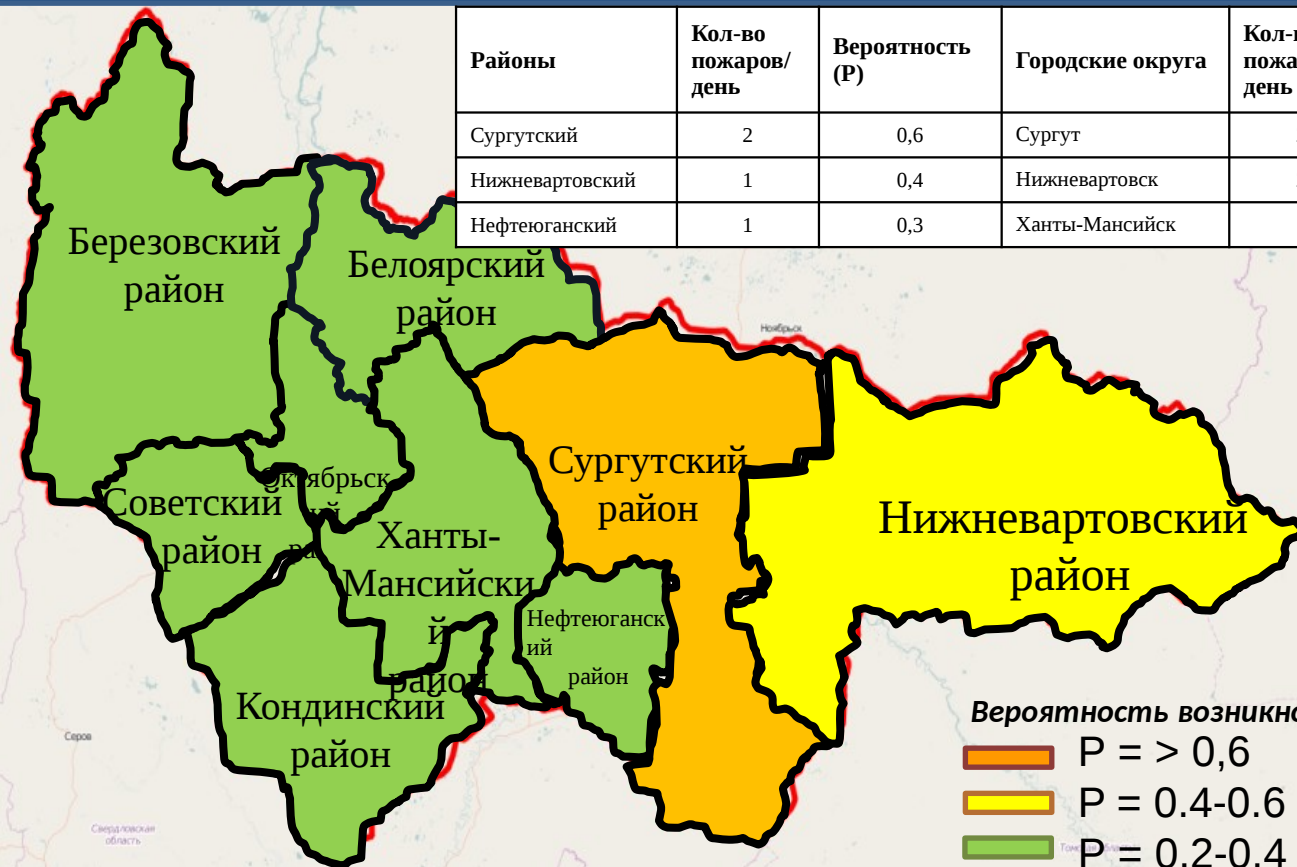 Районы
Кол-во
пожаров/
день
Вероятность
(P)
Городские округа
день
Сургутский
2
0,6
Сургут
Нижневартовский
1
0,4
Нижневартовск
Нефтеюганский
1
0,3
Ханты-Мансийск
Березовский
район
Белоярский
район
Ноябрьск
Сургутский
район
Нижневартовский
район
Советский
район
Ханты-
Мансийски
й
район
Нефтеюганск
ий
район
Кондинский
район
Серов
Свердловская
область
Вероятность
P = > 0,6
P = 0.4-0.6
P = 0.2-0.4